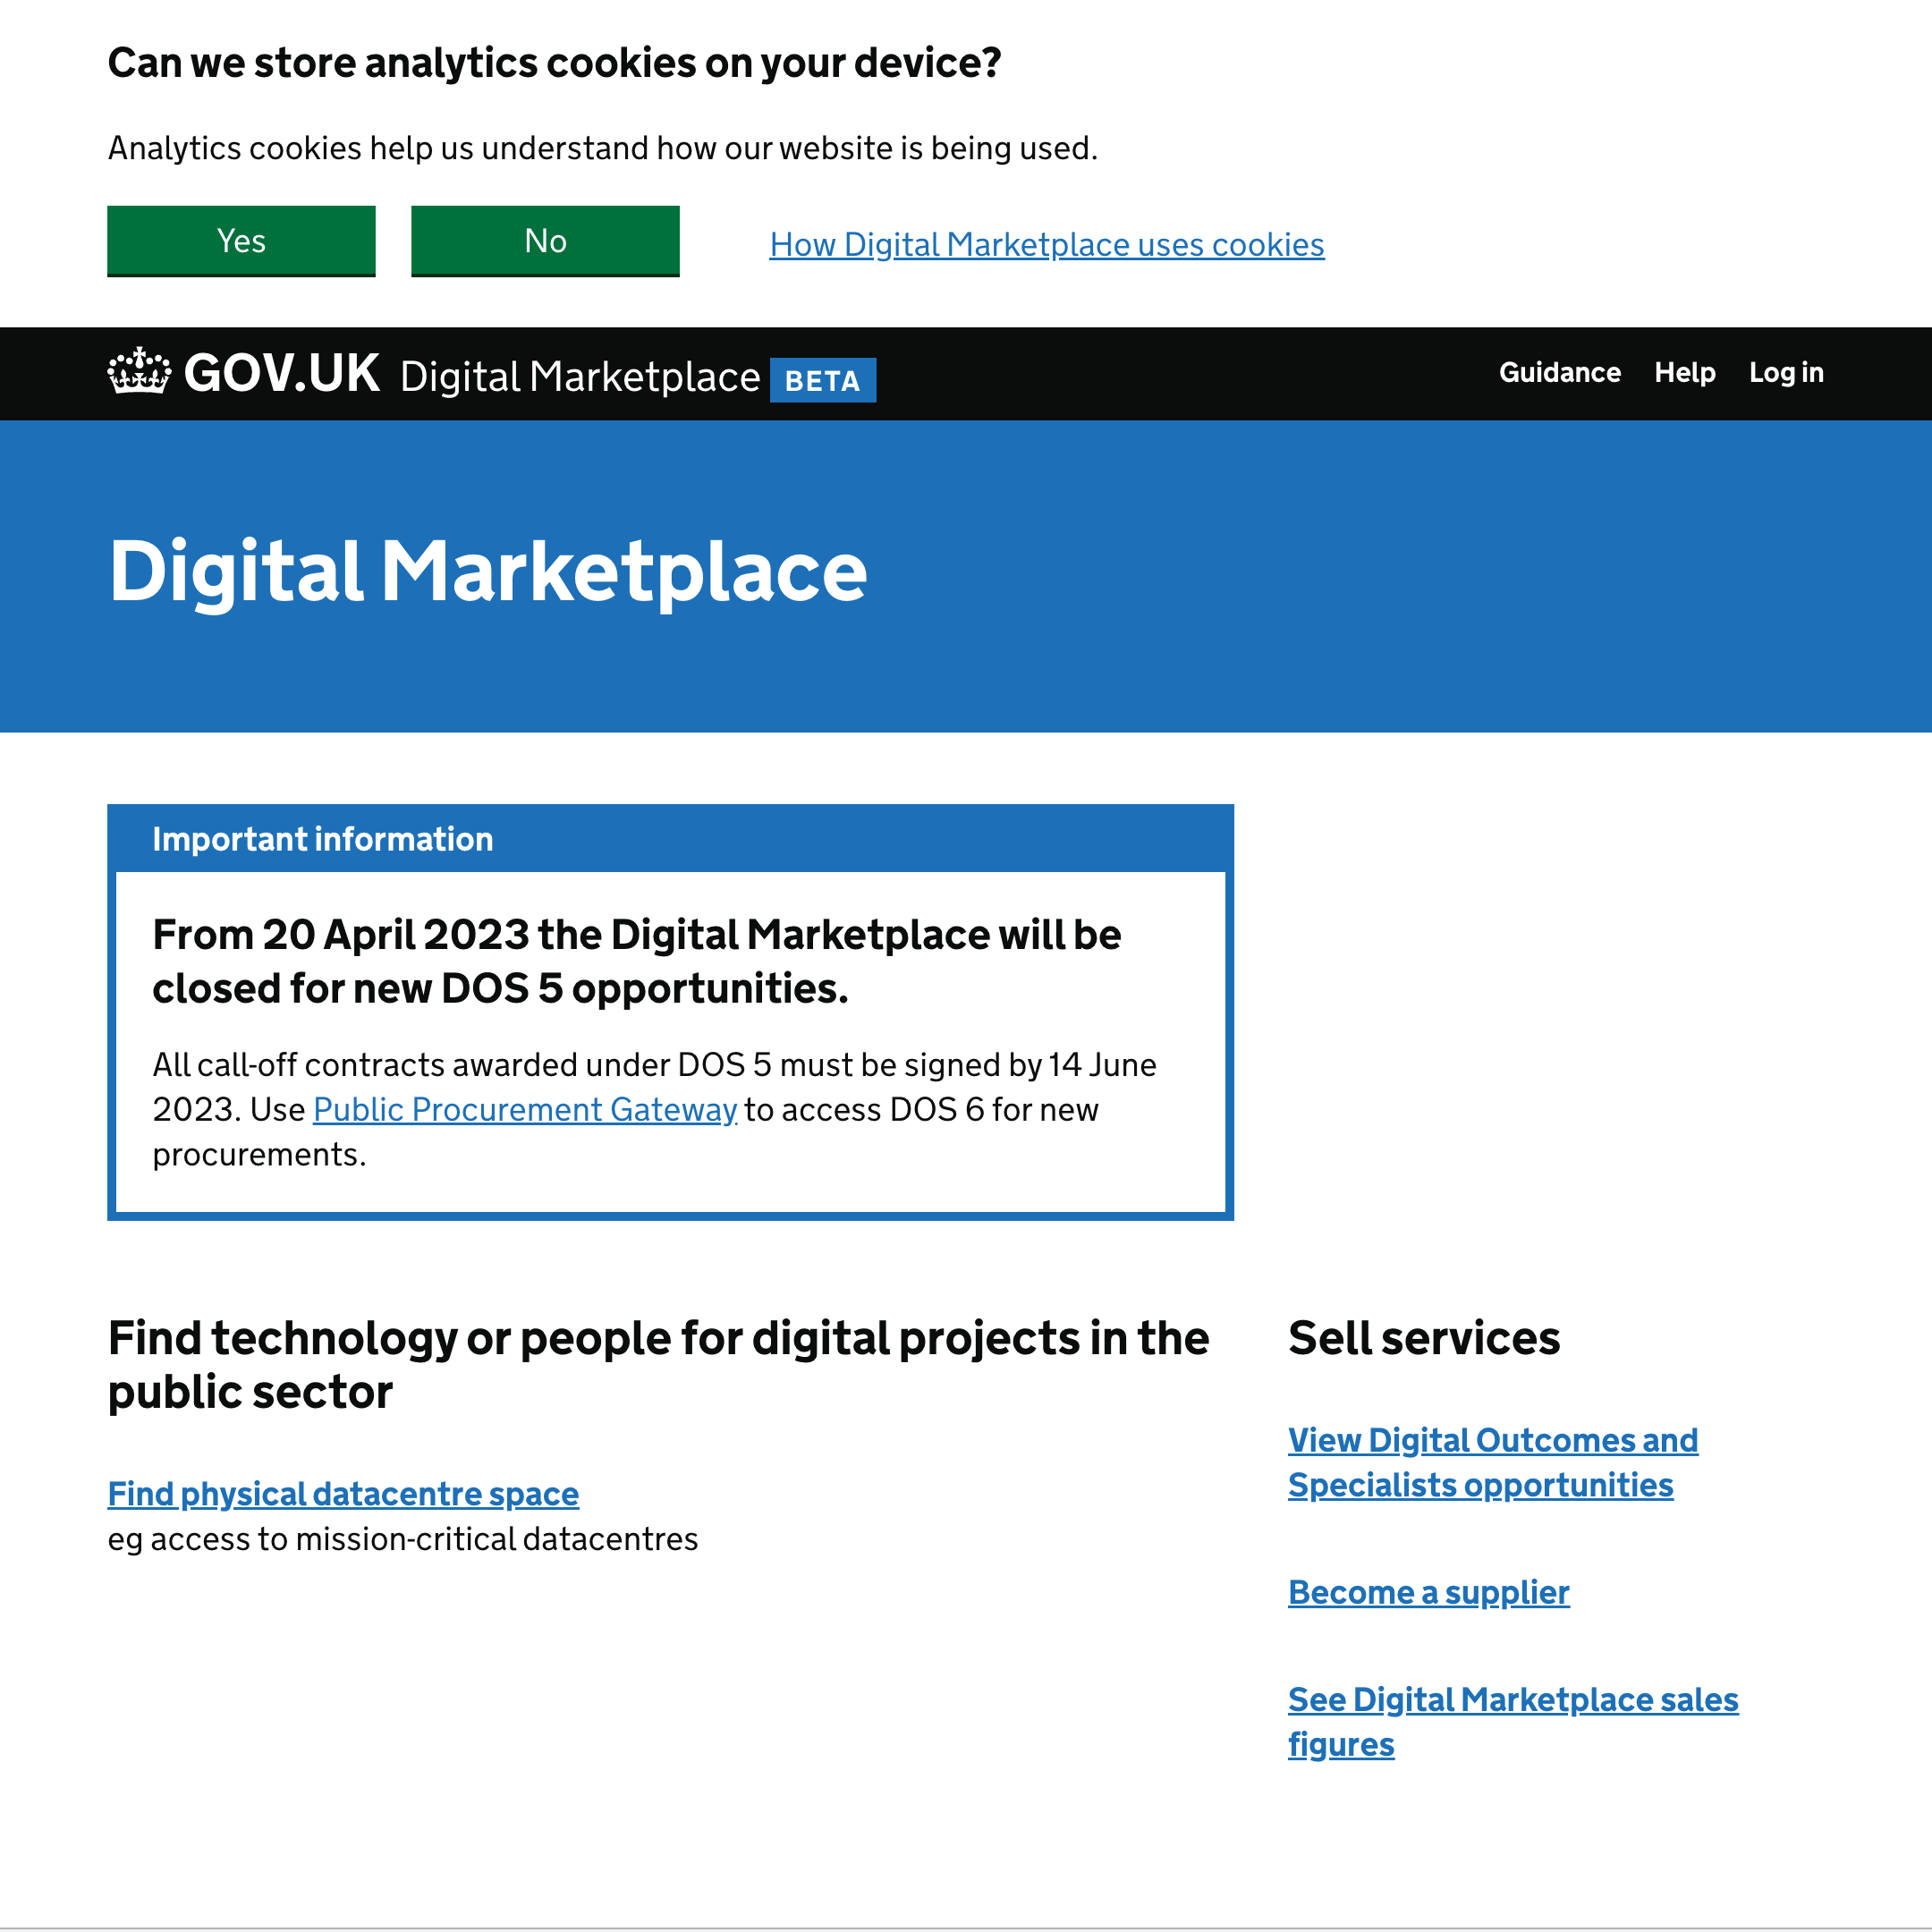 Can we store analytics cookies on your device?
Analytics cookies help us understand how our website is being used.
Yes No How Digital Marketplace uses cookies
GOV.UK Digital Marketplace BETA Guidance Help Log in
Digital Marketplace
Important information
From 20 April 2023 the Digital Marketplace will be
closed for new DOS 5 opportunities.
All call-off contracts awarded under DOS 5 must be signed by 14 June
2023. Use Public Procurement Gateway to access DOS 6 for new
procurements.
Find technology or people for digital projects in the
public sector
Find physical datacentre space
eg access to mission-critical datacentres
Sell services
View Digital Outcomes and
Specialists opportunities
Become a supplier
See Digital Marketplace sales
figures